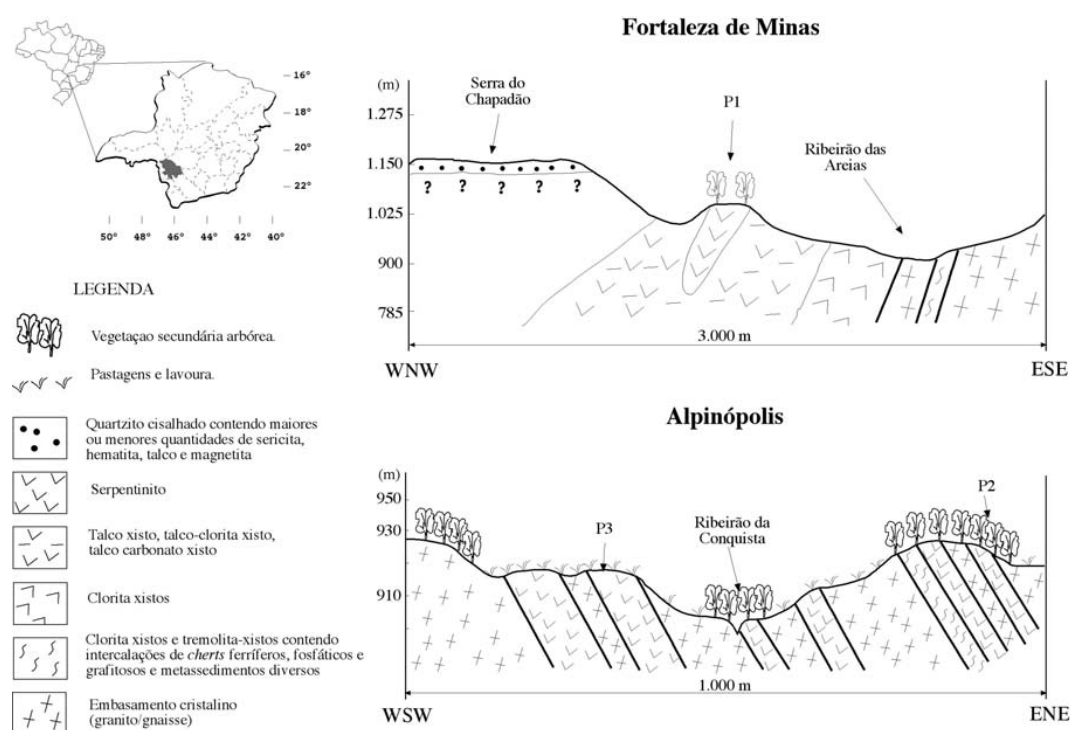 16°
18°
20°
22°
50° 48° 46° 44° 42° 40°
LEGENDA
Vegetaçao secundária arbórea.
Pastagens e lavoura.
Quartzito cisalhado contendo maiores
ou menores quantidades de sericita,
hematita, talco e magnetita
Serpentinito
Talco xisto, talco-clorita xisto,
talco carbonato xisto
Clorita xistos
Clorita xistos e tremolita-xistos contendo
intercalações de cherts ferríferos, fosfáticos e
grafitosos e metassedimentos diversos
Embasamento cristalino
(granito/gnaisse)
Fortaleza de Minas
(m)
1.275
1.150
1.025
900
785
Serra do
Chapadão
P1
Ribeirão das
Areias
? ? ? ? ?
3.000 m
WNW ESE
Alpinópolis
(m)
950
930
910
P3
Ribeirão da
Conquista
P2
1.000 m
WSW ENE